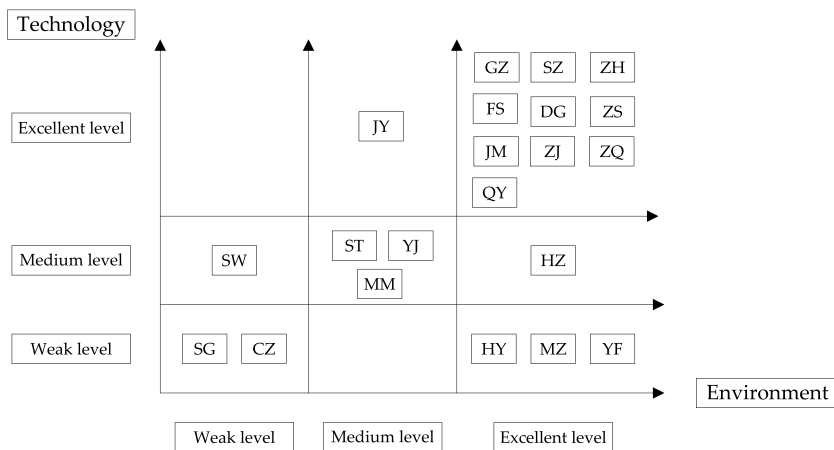 Technology
GZ SZ ZH
Excellent level JY FS DG ZS
JM ZJ ZQ
QY
Medium level SW ST YJ HZ
MM
Weak level SG CZ HY MZ YF
Environment
Weak level Medium level Excellent level